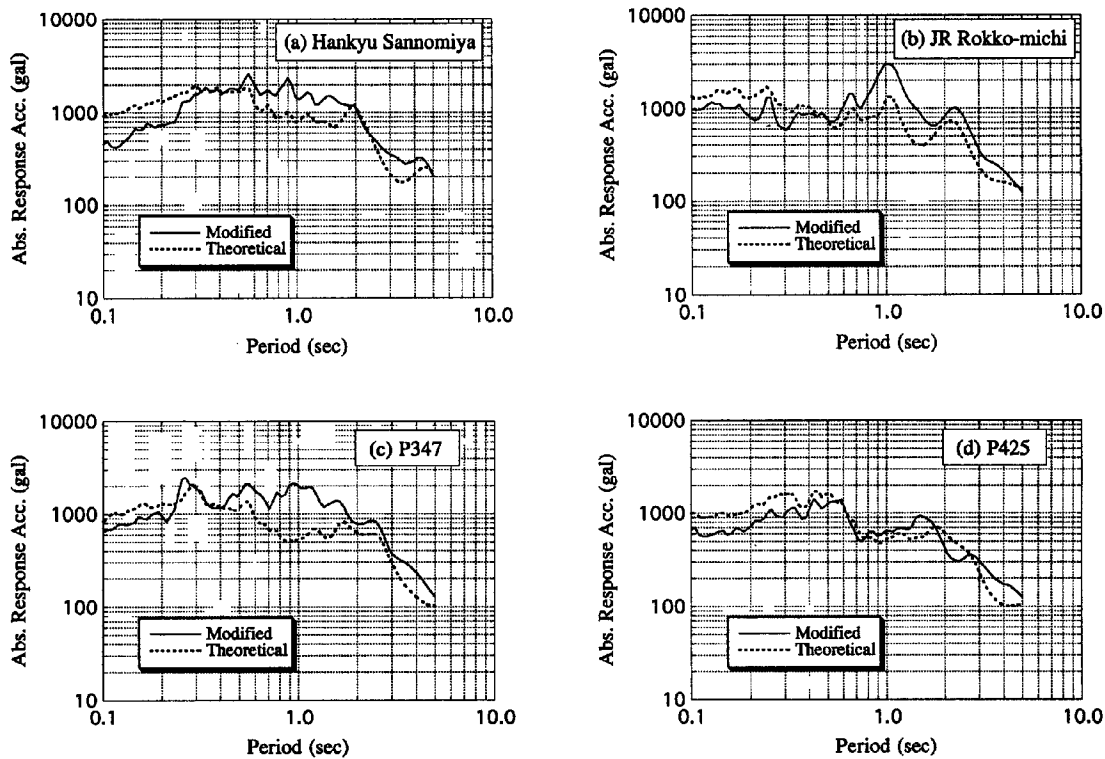 10000
1000
100
10
Abs. Response Acc. (gal)
(a) Hankyu Sannomiya
Modified
Theoretical
0.1
1.0
10.0
Period (sec)
10000
1000
100
10
Abs. Response Acc. (gal)
(b) JR Rokko-michi
Modified
Theoretical
0.1
1.0
10.0
Period (sec)
10000
1000
100
10
Abs. Response Acc. (gal)
(c) P347
Modified
Theoretical
0.1
1.0
10.0
Period (sec)
10000
1000
100
10
Abs. Response Acc. (gal)
(d) P425
Modified
Theoretical
0.1
1.0
10.0
Period (sec)